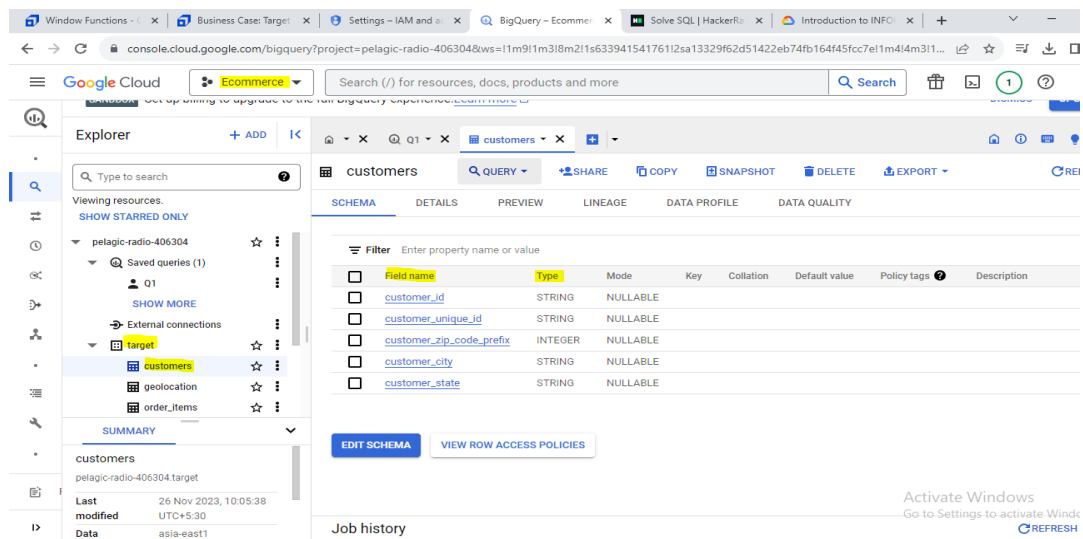 Window Functions - C
Business Case: Target
Settings – IAM and ac
BigQuery – Ecommer
Solve SQL | HackerRa
Introduction to INFO
console.cloud.google.com/bigquery?project=pelagic-radio-406304&ws=!1m9!1m3!8m2!1s633941541761!2sa13329f62d51422eb74fb164f45fcc7e!1m4!4m3!1...
Google Cloud
Ecommerce
Search (/) for resources, docs, products and more
Search
1
SANDBOX Set up billing to upgrade to the full BigQuery experience. Learn more
DISMISS
Explorer
+ ADD
Q1
customers
Type to search
Viewing resources.
SHOW STARRED ONLY
pelagic-radio-406304
Saved queries (1)
Q1
SHOW MORE
External connections
target
customers
geolocation
order_items
SUMMARY
customers
pelagic-radio-406304.target
Last modified
26 Nov 2023, 10:05:38 UTC+5:30
Data
asia-east1
customers
QUERY
SHARE
COPY
SNAPSHOT
DELETE
EXPORT
REF
SCHEMA DETAILS PREVIEW LINEAGE DATA PROFILE DATA QUALITY
Filter Enter property name or value
Field name Type Mode Key Collation Default value Policy tags Description
customer_id STRING NULLABLE
customer_unique_id STRING NULLABLE
customer_zip_code_prefix INTEGER NULLABLE
customer_city STRING NULLABLE
customer_state STRING NULLABLE
EDIT SCHEMA
VIEW ROW ACCESS POLICIES
Activate Windows
Go to Settings to activate Windo
Job history
REFRESH